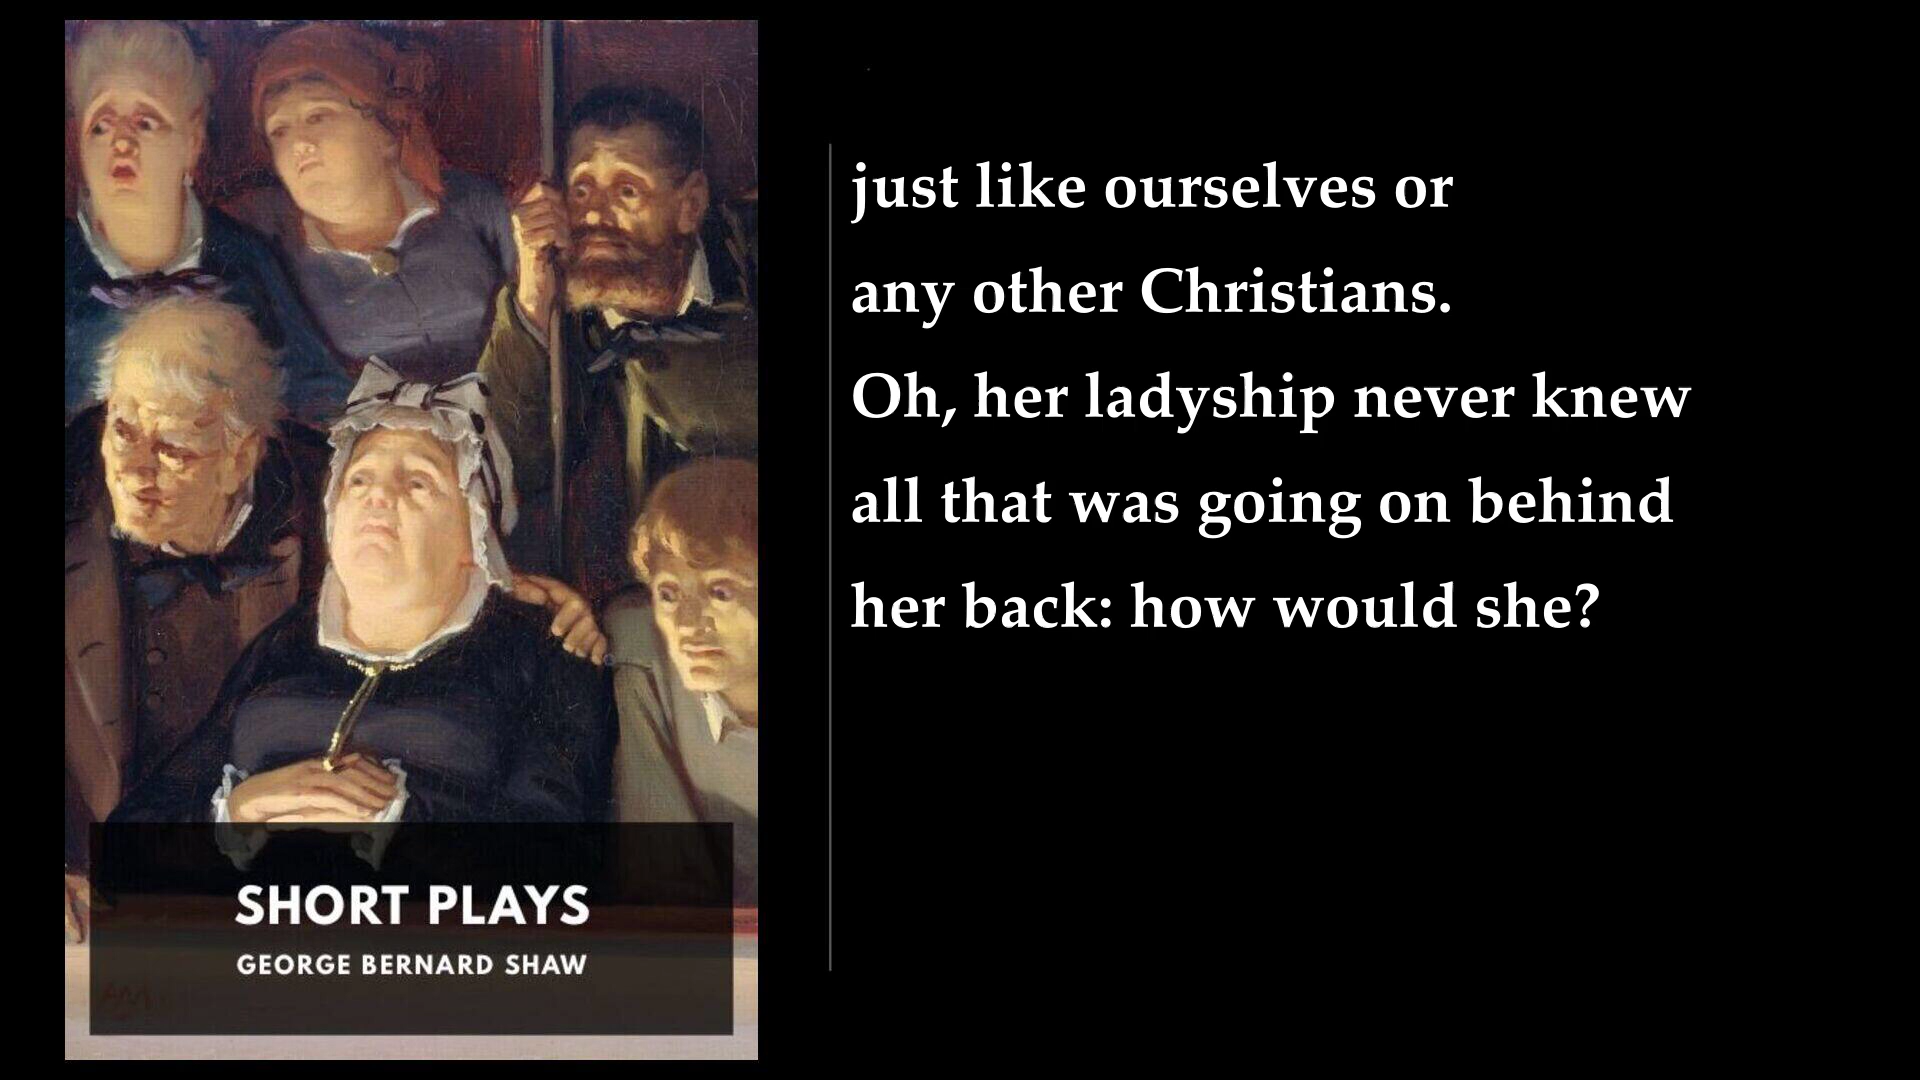 just like ourselves or
any other Christians.
Oh, her ladyship never knew
all that was going on behind
her back: how would she?
SHORT PLAYS
GEORGE BERNARD SHAW